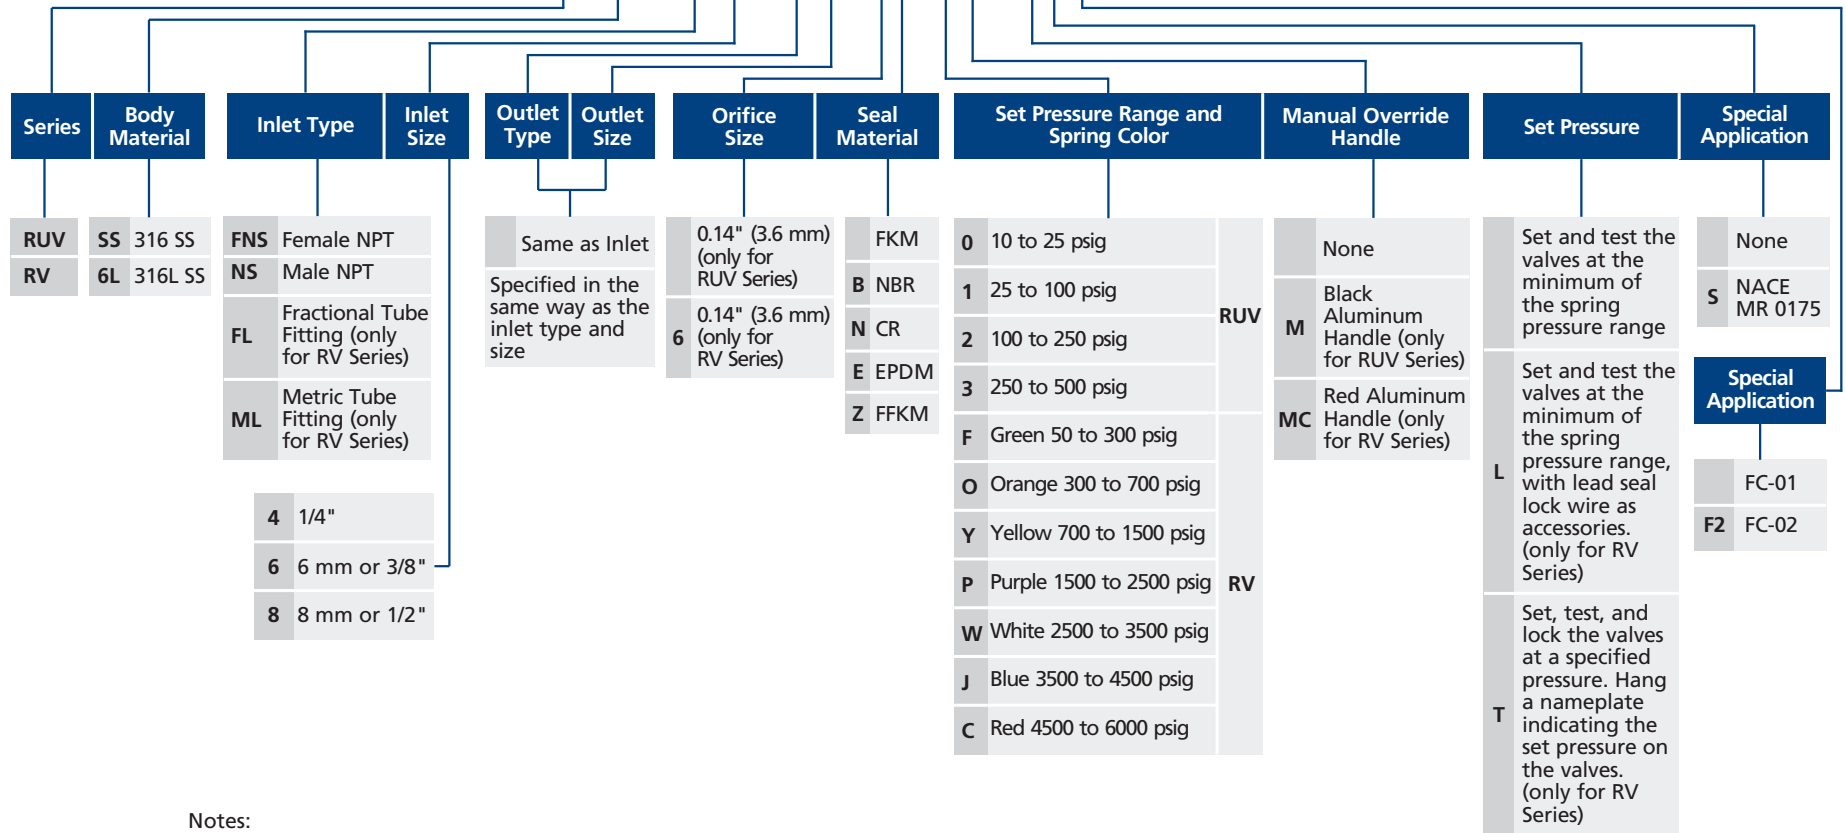 Series
Body
Material
Inlet Type
Inlet
Size
Outlet
Type
Outlet
Size
Orifice
Size
Seal
Material
Set Pressure Range and
Spring Color
Manual Override
Handle
Set Pressure
Special
Application
RUV
RV
SS 316 SS
6L 316L SS
FNS Female NPT
NS Male NPT
FL
Fractional Tube
Fitting (only
for RV Series)
ML
Metric Tube
Fitting (only
for RV Series)
4 1/4"
6 6 mm or 3/8"
8 8 mm or 1/2"
Same as Inlet
Specified in the
same way as the
inlet type and
size
0.14" (3.6 mm)
(only for
RUV Series)
6
0.14" (3.6 mm)
(only for
RV Series)
FKM
B NBR
N CR
E EPDM
Z FFKM
0 10 to 25 psig
1 25 to 100 psig
2 100 to 250 psig
3 250 to 500 psig
RUV
F Green 50 to 300 psig
O Orange 300 to 700 psig
Y Yellow 700 to 1500 psig
P Purple 1500 to 2500 psig
W White 2500 to 3500 psig
J Blue 3500 to 4500 psig
C Red 4500 to 6000 psig
RV
None
M
Black
Aluminum
Handle (only
for RUV Series)
MC
Red Aluminum
Handle (only
for RV Series)
Set and test the
valves at the
minimum of
the spring
pressure range
L
Set and test the
valves at the
minimum of
the spring
pressure range,
with lead seal
lock wire as
accessories.
(only for RV
Series)
T
Set, test, and
lock the valves
at a specified
pressure. Hang
a nameplate
indicating the
set pressure on
the valves.
(only for RV
Series)
None
S
NACE
MR 0175
Special
Application
FC-01
F2 FC-02
Notes: